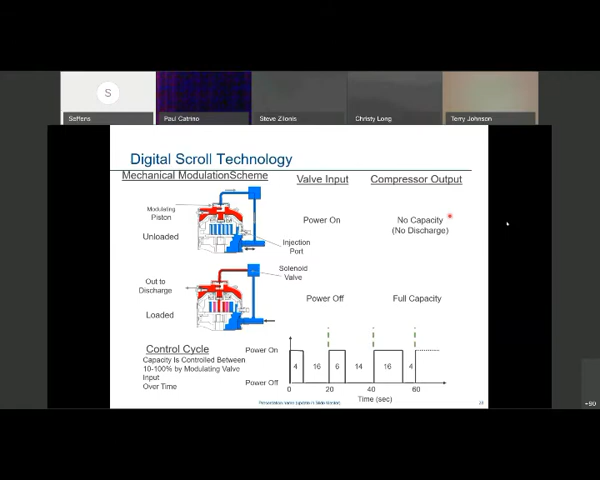 S
Saffens
Paul Catrino
Steve Zilonis
Christy Long
Terry Johnson
Digital Scroll Technology
Mechanical ModulationScheme
Valve Input
Compressor Output
Modulating
Piston
Unloaded
Injection
Port
Power On
No Capacity
(No Discharge)
Solenoid
Valve
Out to
Discharge
Loaded
Power Off
Full Capacity
Control Cycle
Capacity Is Controlled Between
10-100% by Modulating Valve
Input
Over Time
Power On
4 16 6 14 16 4
Power Off
0 20 40 60
Time (sec)